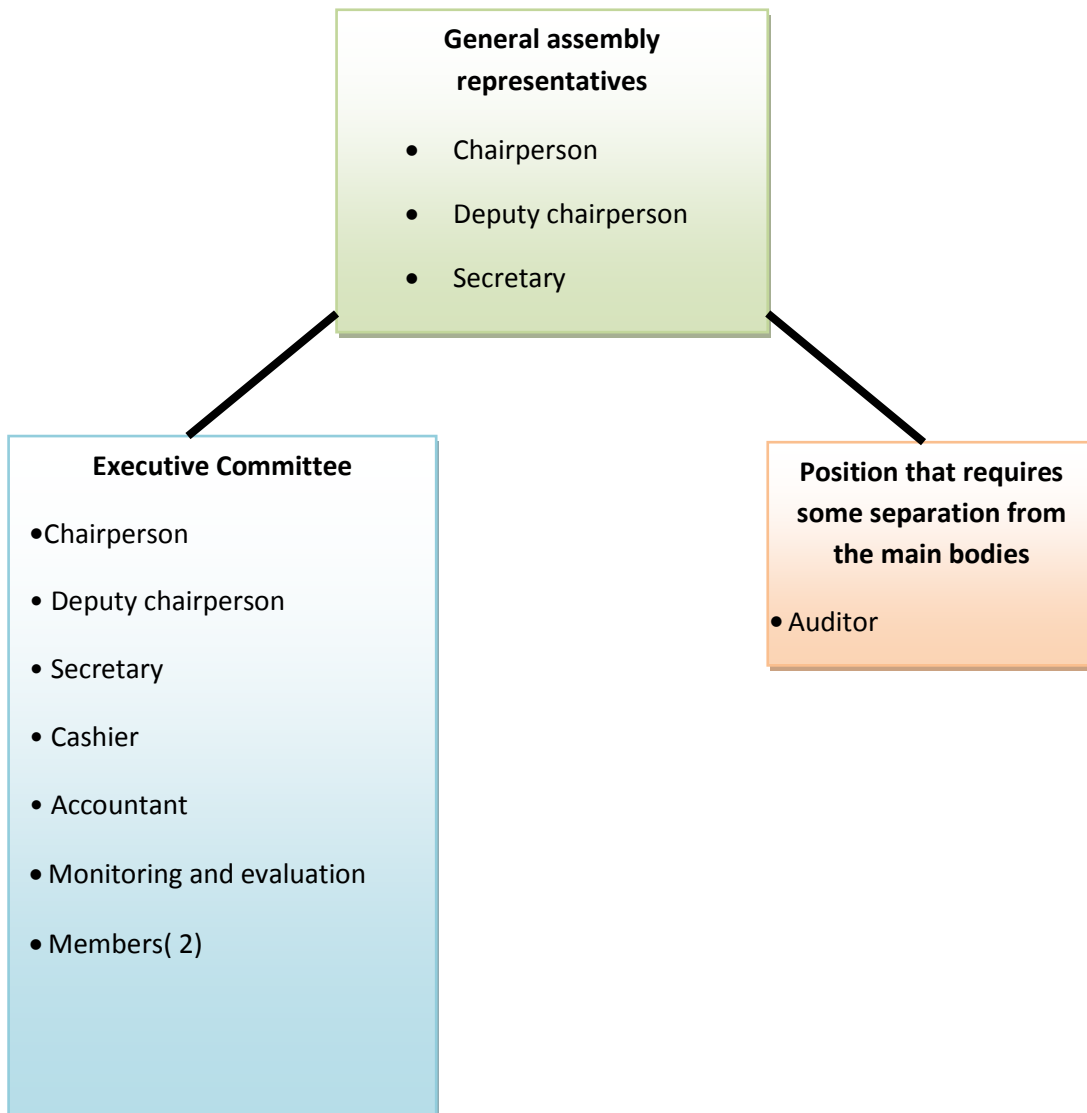 General assembly
representatives
• Chairperson
• Deputy chairperson
• Secretary
Executive Committee
•Chairperson
• Deputy chairperson
• Secretary
• Cashier
• Accountant
• Monitoring and evaluation
• Members( 2)
Position that requires
some separation from
the main bodies
• Auditor